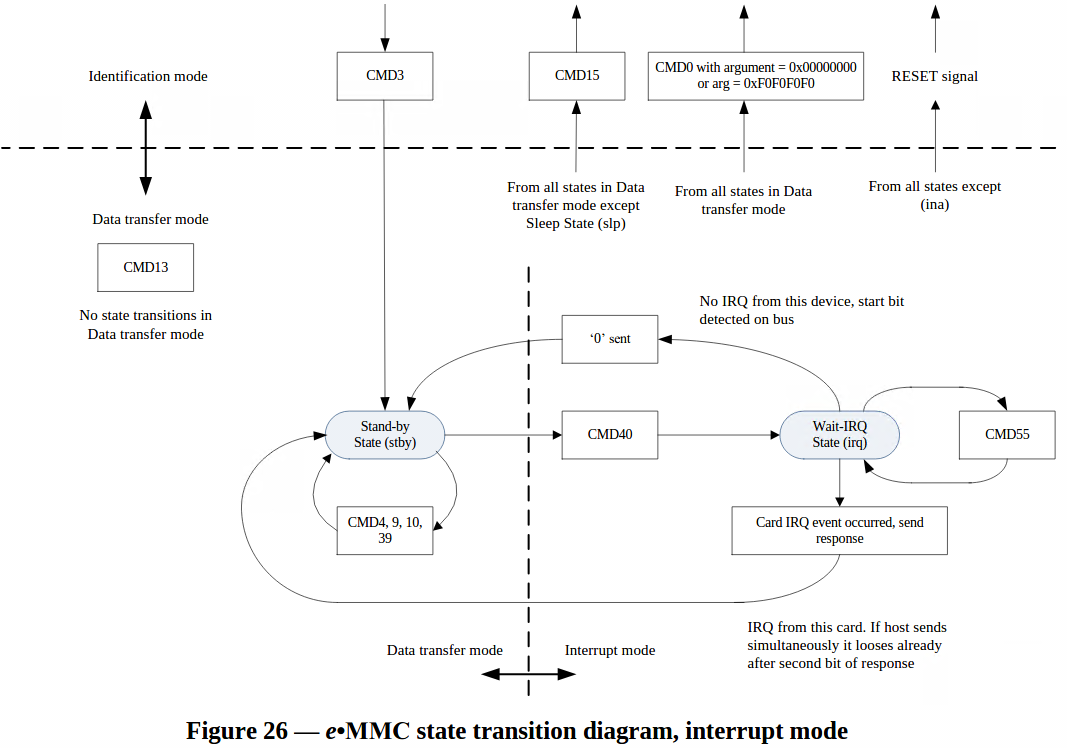 Identification mode
CMD3
CMD15
CMD0 with argument = 0x00000000
or arg = 0xF0F0F0F0
RESET signal
Data transfer mode
CMD13
No state transitions in
Data transfer mode
From all states in Data
transfer mode except
Sleep State (slp)
From all states in Data
transfer mode
From all states except
(ina)
No IRQ from this device, start bit
detected on bus
‘0’ sent
Stand-by
State (stby)
CMD40
Wait-IRQ
State (irq)
CMD55
CMD4, 9, 10,
39
Card IRQ event occurred, send
response
IRQ from this card. If host sends
simultaneously it looses already
after second bit of response
Data transfer mode
Interrupt mode
Figure 26 — e•MMC state transition diagram, interrupt mode